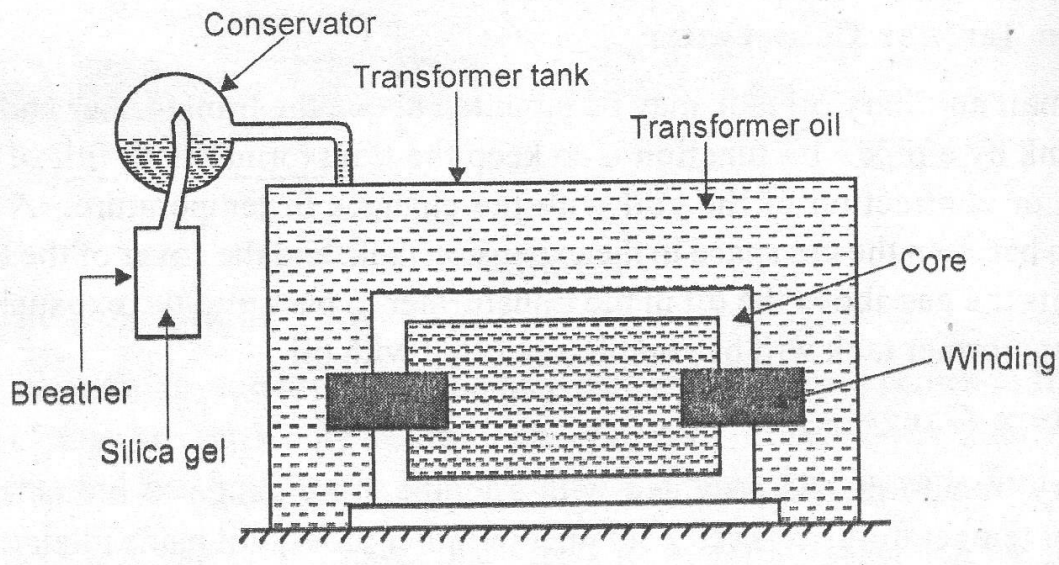 Conservator
Transformer tank
Transformer oil
Core
Winding
Breather
Silica gel